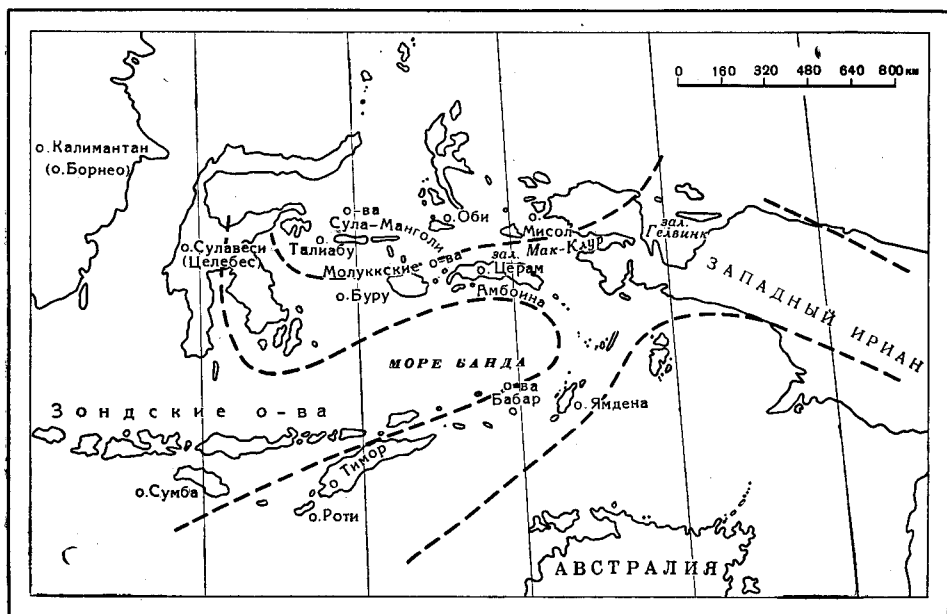 0 160 320 480 640 800 км
о. Калимантан
(о. Борнео)
о-ва
Сула-Манголи
о. Оби
о.
Мисол
зал.
Гелвинк
о. Сулавеси
(Целебес)
о.
Талиабу
зал. Мак-Клур
Молуккские о-ва
о. Церам
о. Буру
Амбоина
ЗАПАДНЫЙ ИРИАН
МОРЕ БАНДА
о-ва
Бабар
о. Ямдена
Зондские о-ва
о. Тимор
о. Сумба
о. Роти
АВСТРАЛИЯ